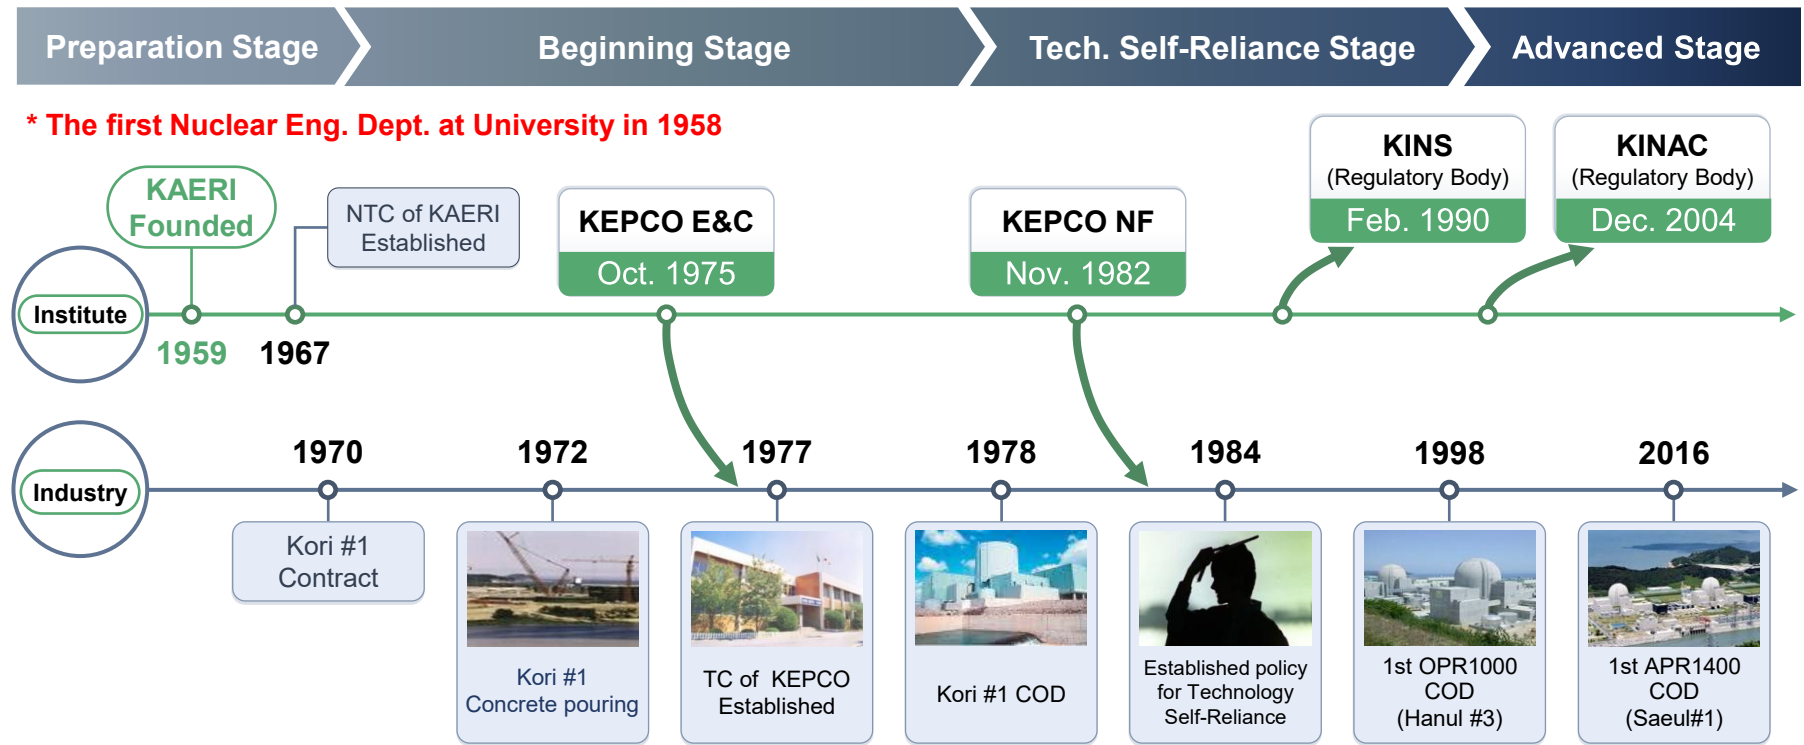 Preparation Stage
Beginning Stage
Tech. Self-Reliance Stage
Advanced Stage
* The first Nuclear Eng. Dept. at University in 1958
KAERI
Founded
NTC of KAERI
Established
KEPCO E&C
Oct. 1975
KEPCO NF
Nov. 1982
KINS
(Regulatory Body)
Feb. 1990
KINAC
(Regulatory Body)
Dec. 2004
Institute
1959
1967
Industry
1970
1972
1977
1978
1984
1998
2016
Kori #1
Contract
Kori #1
Concrete pouring
TC of KEPCO
Established
Kori #1 COD
Established policy
for Technology
Self-Reliance
1st OPR1000
COD
(Hanul #3)
1st APR1400
COD
(Saeul#1)